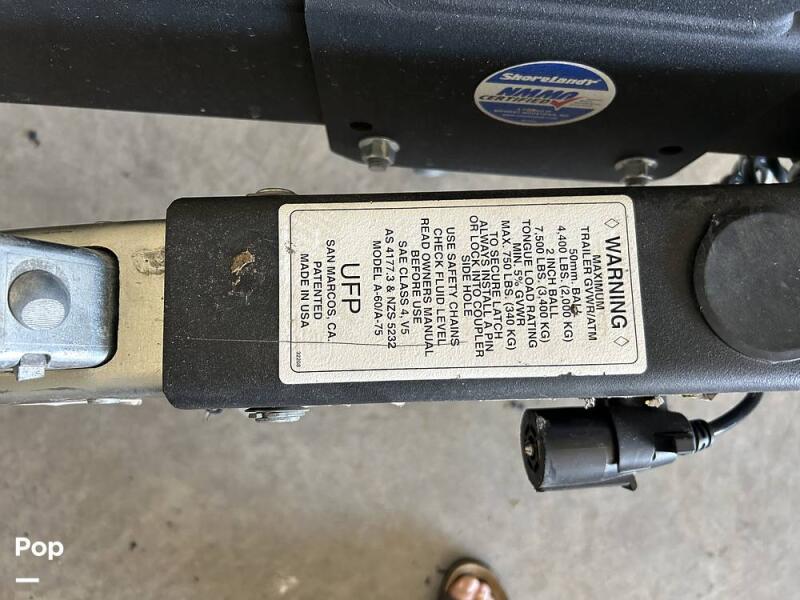 ShoreLand'r
NMMA
CERTIFIED
◊ WARNING ◊
MAXIMUM
TRAILER GVWR/ATM
50mm BALL
4,400 LBS. (2,000 KG)
2 INCH BALL
7,500 LBS. (3,400 KG)
TONGUE LOAD RATING
MIN. 5% GVWR
MAX. 750 LBS. (340 KG)
TO SECURE LATCH
ALWAYS INSTALL A PIN
OR LOCK INTO COUPLER
SIDE HOLE
USE SAFETY CHAINS
CHECK FLUID LEVEL
READ OWNERS MANUAL
BEFORE USE
SAE CLASS 4, V5
AS 4177.3 & NZS 5232
MODEL A-60/A-75
UFP
SAN MARCOS, CA.
PATENTED
MADE IN USA
32208
Pop